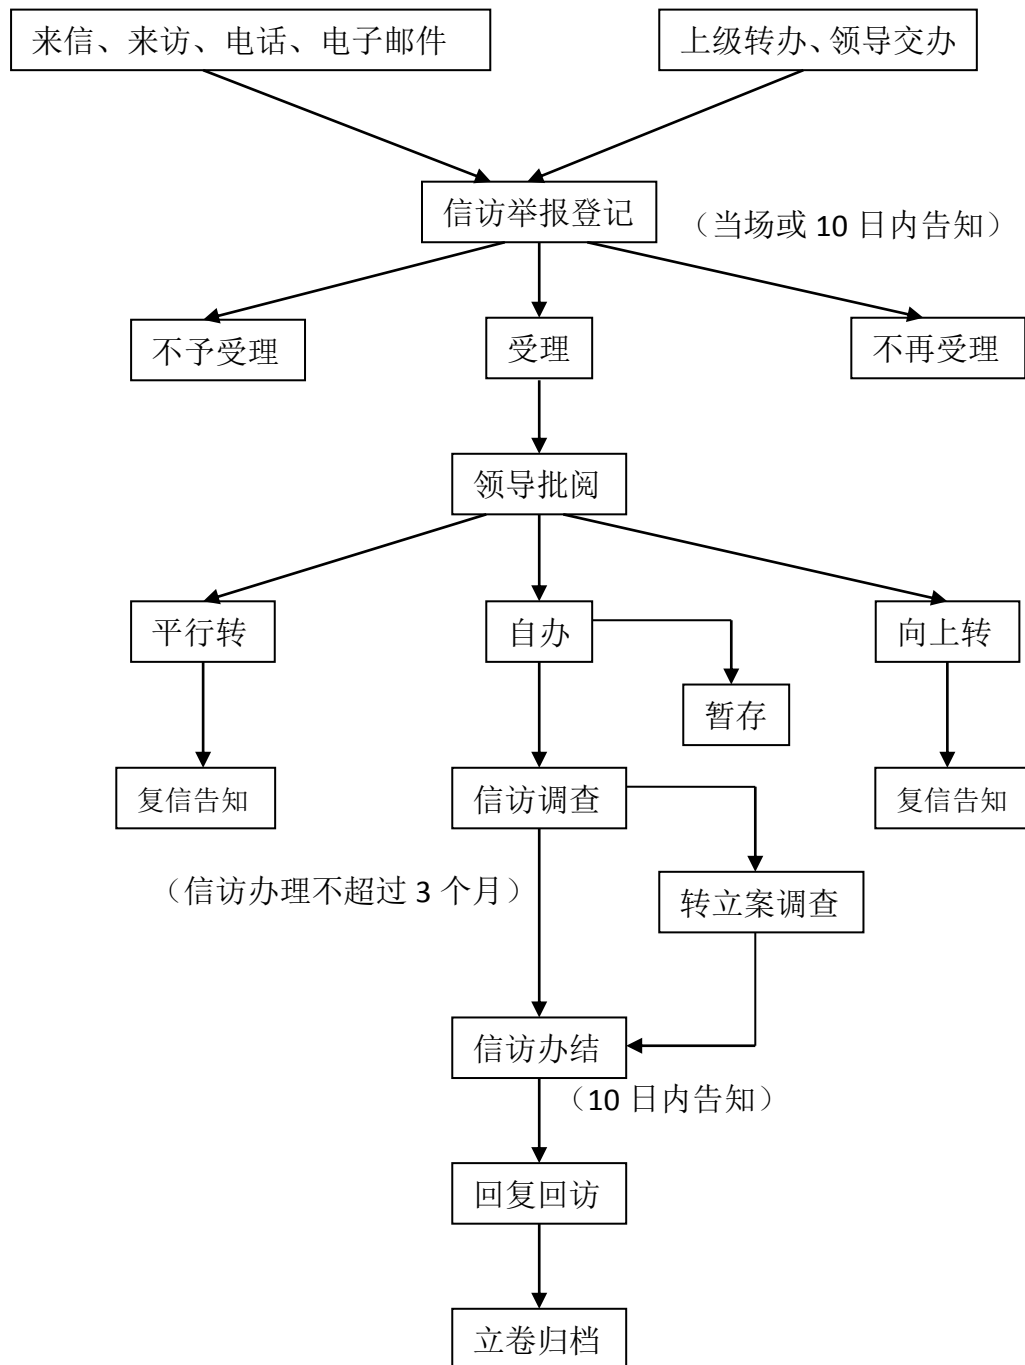 来信、来访、电话、电子邮件
上级转办、领导交办
信访举报登记
（当场或 10 日内告知）
不予受理
受理
不再受理
领导批阅
平行转
自办
向上转
暂存
复信告知
信访调查
复信告知
（信访办理不超过 3 个月）
转立案调查
信访办结
（10 日内告知）
回复回访
立卷归档